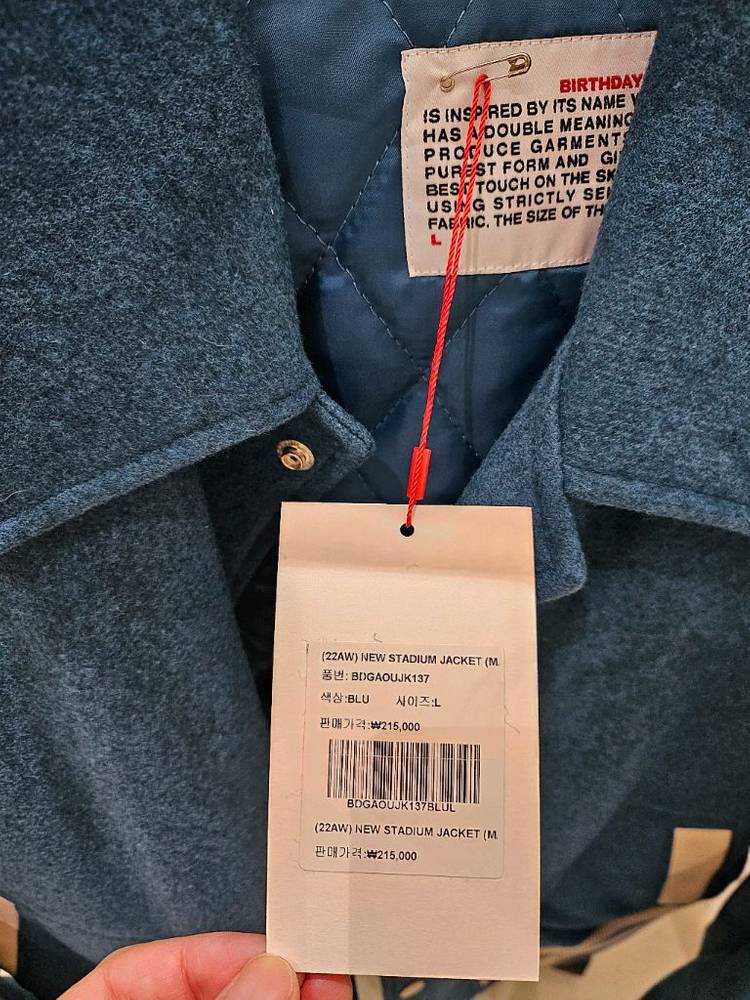 BIRTHDAY
IS INSPIRED BY ITS NAME
HAS A DOUBLE MEANING
PRODUCE GARMENTS
PUREST FORM AND
BEST TOUCH ON THE
USING STRICTLY
FABRIC. THE SIZE OF
L
(22AW) NEW STADIUM JACKET (M.
품번: BDGAOUJK137
색상:BLU 사이즈:L
판매가격:₩215,000
BDGAOUJK137BLUL
(22AW) NEW STADIUM JACKET (M.
판매가격:₩215,000